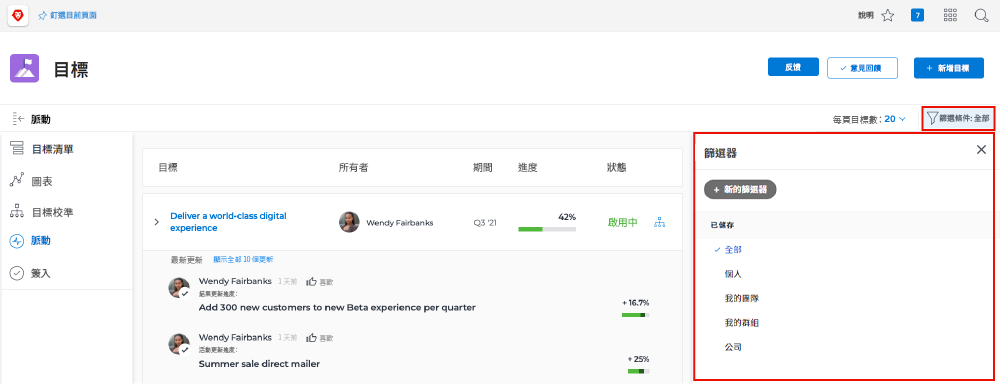 釘選目前頁面
說明
7
目標
反饋
意見回饋
+ 新增目標
脈動
每頁目標數: 20
篩選條件: 全部
目標清單
圖表
目標校準
脈動
簽入
目標 所有者 期間 進度 狀態
Deliver a world-class digital
experience
Wendy Fairbanks
Q3 '21
42%
啟用中
最新更新 顯示全部 10 個更新
Wendy Fairbanks 1 天前 喜歡
結果更新進度:
Add 300 new customers to new Beta experience per quarter
+ 16.7%
Wendy Fairbanks 1 天前 喜歡
活動更新進度:
Summer sale direct mailer
+ 25%
篩選器
+ 新的篩選器
已儲存
全部
個人
我的團隊
我的群組
公司